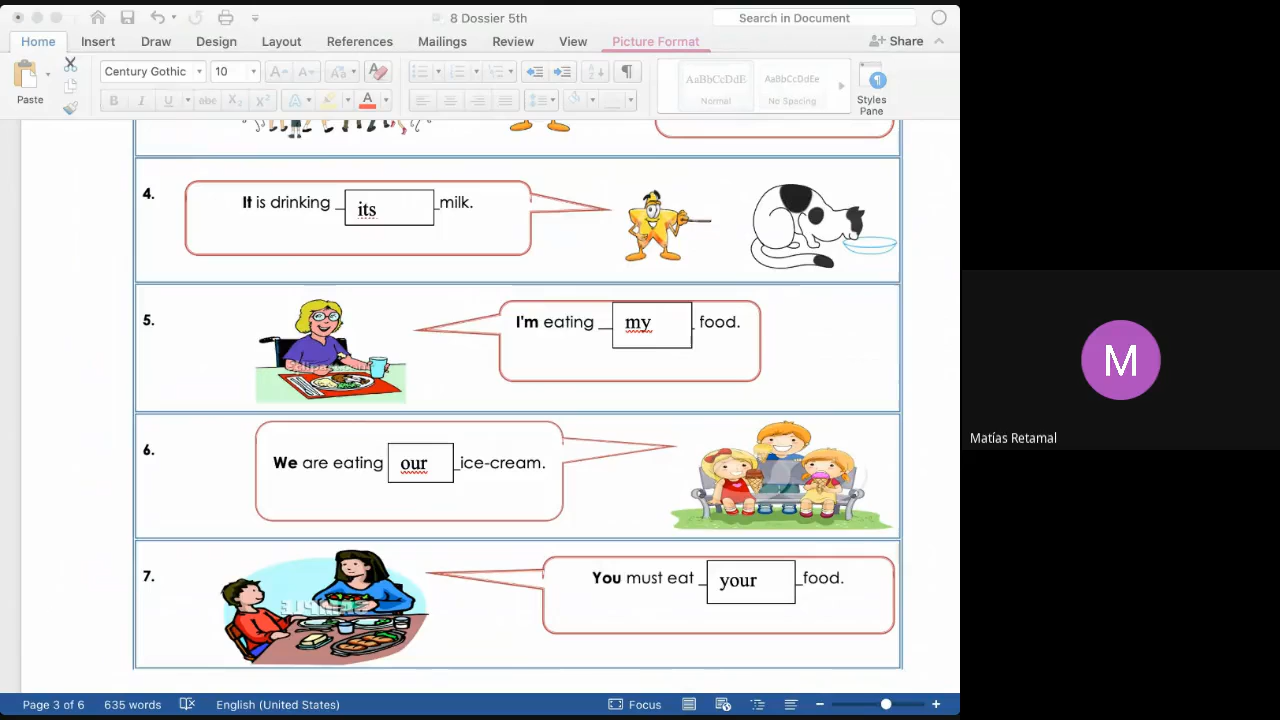 8 Dossier 5th
Search in Document
Home Insert Draw Design Layout References Mailings Review View Picture Format Share
Paste
Century Gothic 10
AaBbCcDdE AaBbCcDdEe
Normal No Spacing
Styles
Pane
4. It is drinking _ its _milk.
5. I'm eating _ my food.
6. We are eating our _ice-cream.
7. You must eat _ your _food.
Matías Retamal
M
Page 3 of 6 635 words English (United States) Focus